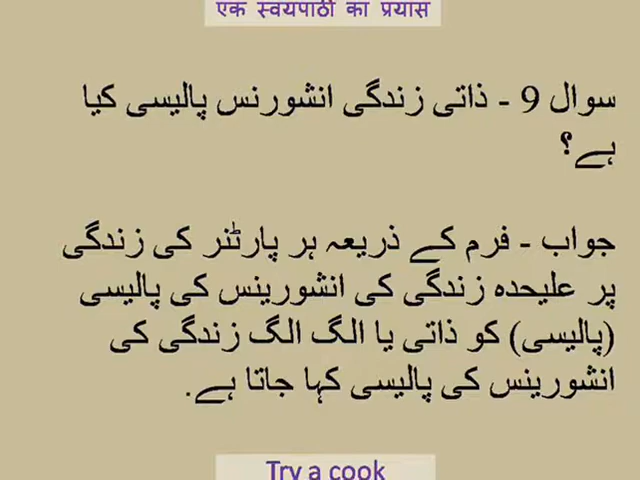 एक स्वयपाठी का प्रयास
سوال 9 - ذاتی زندگی انشورنس پالیسی کیا
ہے؟
جواب - فرم کے ذریعہ ہر پارٹنر کی زندگی
پر علیحدہ زندگی کی انشورینس کی پالیسی
(پالیسی) کو ذاتی یا الگ الگ زندگی کی
انشورینس کی پالیسی کہا جاتا ہے.
Try a cook